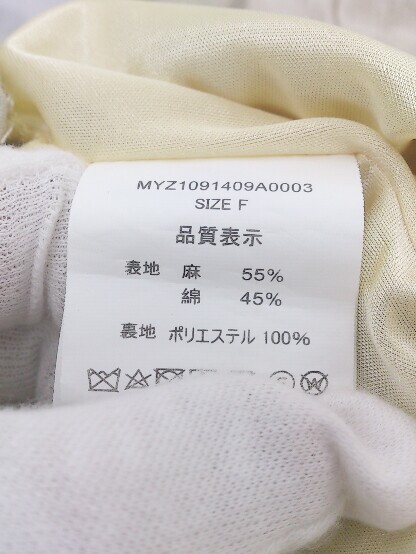 MYZ1091409A0003
SIZE F
品質表示
表地 麻 55%
綿 45%
裏地 ポリエステル 100%